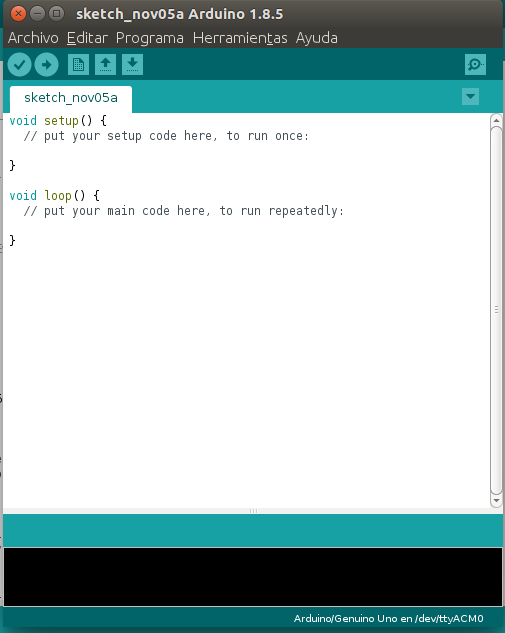 sketch_nov05a Arduino 1.8.5
Archivo Editar Programa Herramientas Ayuda
sketch_nov05a
void setup() {
  // put your setup code here, to run once:
}
void loop() {
  // put your main code here, to run repeatedly:
}
Arduino/Genuino Uno en /dev/ttyACM0